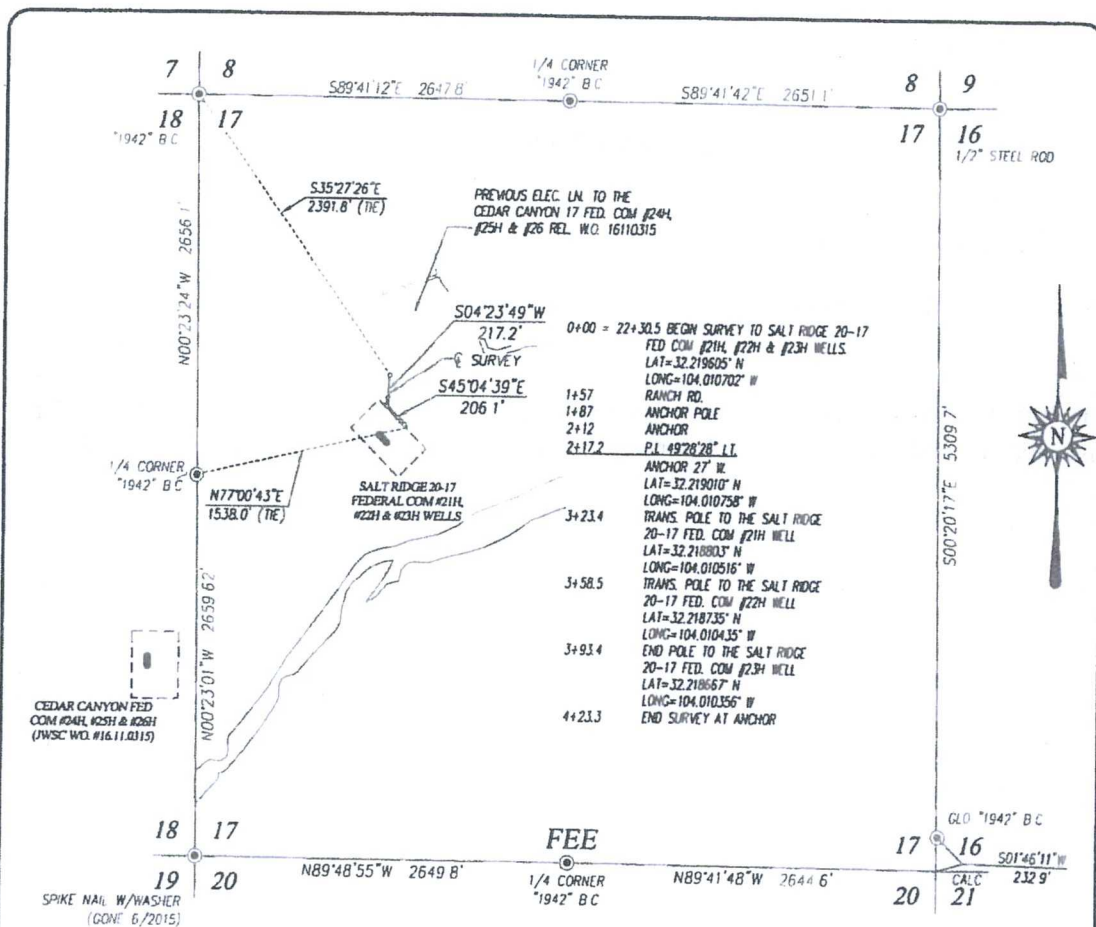 7 8
1/4 CORNER
"1942" B C
8 9
S89°41'12"E 2647.8'
S89°41'42"E 2651.1'
18 17
"1942" B C
17 16
1/2" STEEL ROD
S35°27'26"E
2391.8' (TIE)
PREVIOUS ELEC. LN. TO THE
CEDAR CANYON 17 FED. COM #24H,
#25H & #26 REL. W.O. 16110315
N00°23'24"W 2656.1'
S04°23'49"W
217.2'
℄ SURVEY
S45°04'39"E
206.1'
0+00 = 22+30.5 BEGIN SURVEY TO SALT RIDGE 20-17
FED COM #21H, #22H & #23H WELLS.
LAT=32.219605° N
LONG=104.010702° W
1+57 RANCH RD.
1+87 ANCHOR POLE
2+12 ANCHOR
2+17.2 P.I. 49°28'28" LT.
ANCHOR 27' W.
LAT=32.219010° N
LONG=104.010758° W
3+23.4 TRANS. POLE TO THE SALT RIDGE
20-17 FED. COM #21H WELL
LAT=32.218803° N
LONG=104.010516° W
3+58.5 TRANS. POLE TO THE SALT RIDGE
20-17 FED. COM #22H WELL
LAT=32.218735° N
LONG=104.010435° W
3+93.4 END POLE TO THE SALT RIDGE
20-17 FED. COM #23H WELL
LAT=32.218667° N
LONG=104.010356° W
4+23.3 END SURVEY AT ANCHOR
N
S00°20'17"E 5309.7'
1/4 CORNER
"1942" B C
N77°00'43"E
1538.0' (TIE)
SALT RIDGE 20-17
FEDERAL COM #21H,
#22H & #23H WELLS
N00°23'01"W 2659.62'
CEDAR CANYON FED
COM #24H, #25H & #26H
(JWSC WO. #16.11.0315)
GLO "1942" B C
18 17
FEE
17 16
S01°46'11"W
232.9'
CALC
19 20
N89°48'55"W 2649.8'
1/4 CORNER
"1942" B C
N89°41'48"W 2644.6'
20 21
SPIKE NAIL W/WASHER
(GONE 6/2015)